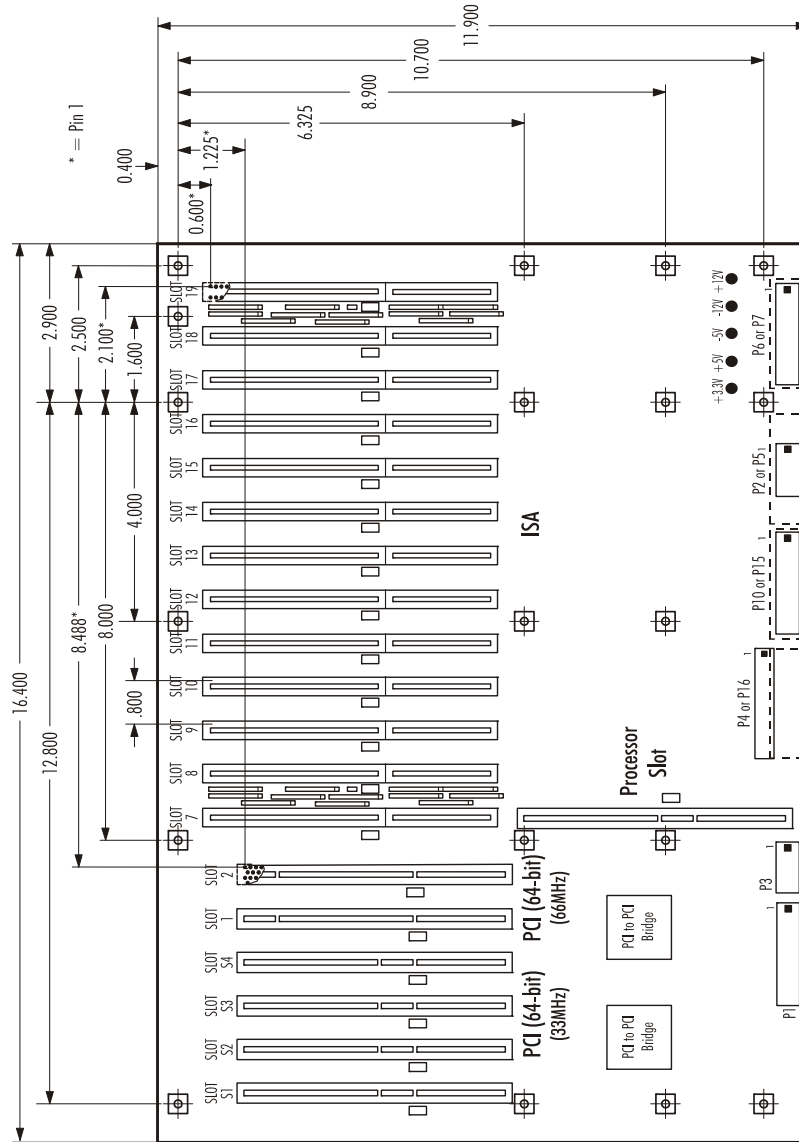 * = Pin 1
0.400
11.900
10.700
8.900
6.325
1.225*
0.600*
16.400
2.900
2.500
2.100*
1.600
12.800
8.488*
8.000
4.000
.800
SLOT S1
SLOT S2
SLOT S3
SLOT S4
SLOT 1
SLOT 2
SLOT 7
SLOT 8
SLOT 9
SLOT 10
SLOT 11
SLOT 12
SLOT 13
SLOT 14
SLOT 15
SLOT 16
SLOT 17
SLOT 18
SLOT 19
PCI (64-bit)
(33MHz)
PCI (64-bit)
(66MHz)
ISA
Processor
Slot
PCI to PCI
Bridge
PCI to PCI
Bridge
+3.3V +5V -5V -12V +12V
P1
1
P3
1
P4 or P16
1
P10 or P15
1
P2 or P5
1
P6 or P7
1